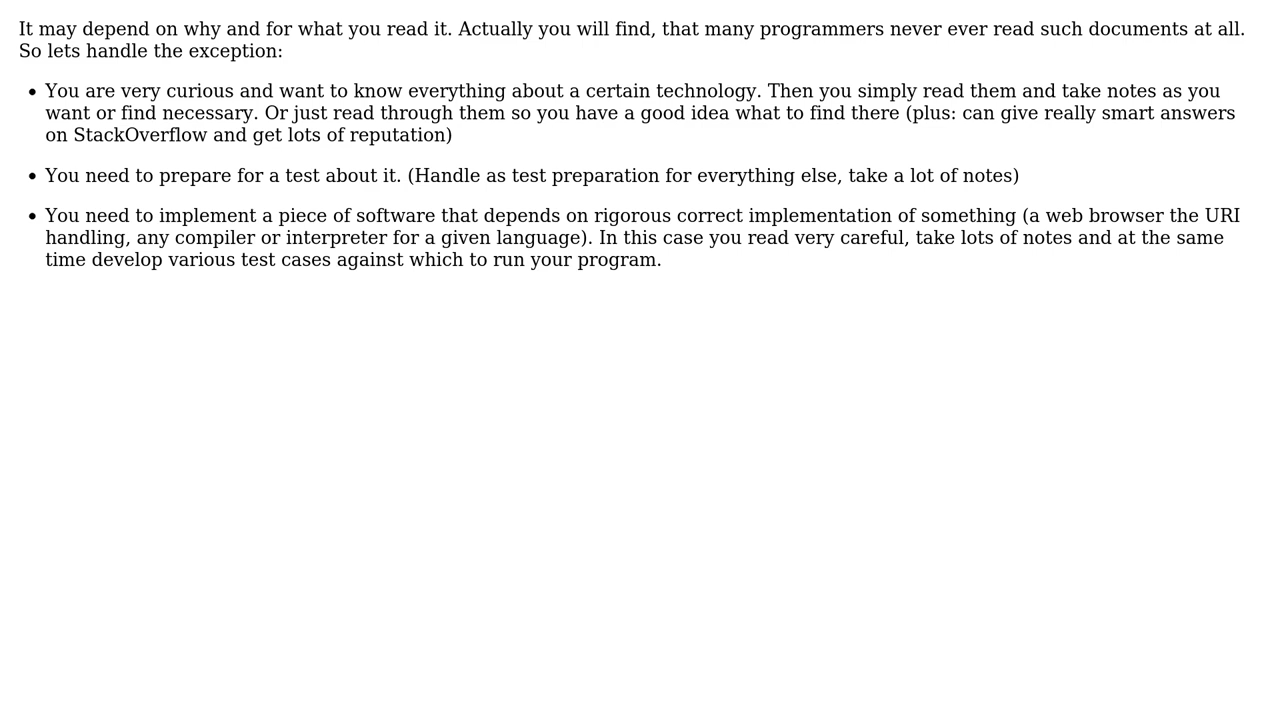 It may depend on why and for what you read it. Actually you will find, that many programmers never ever read such documents at all.
So lets handle the exception:
• You are very curious and want to know everything about a certain technology. Then you simply read them and take notes as you
want or find necessary. Or just read through them so you have a good idea what to find there (plus: can give really smart answers
on StackOverflow and get lots of reputation)
• You need to prepare for a test about it. (Handle as test preparation for everything else, take a lot of notes)
• You need to implement a piece of software that depends on rigorous correct implementation of something (a web browser the URI
handling, any compiler or interpreter for a given language). In this case you read very careful, take lots of notes and at the same
time develop various test cases against which to run your program.